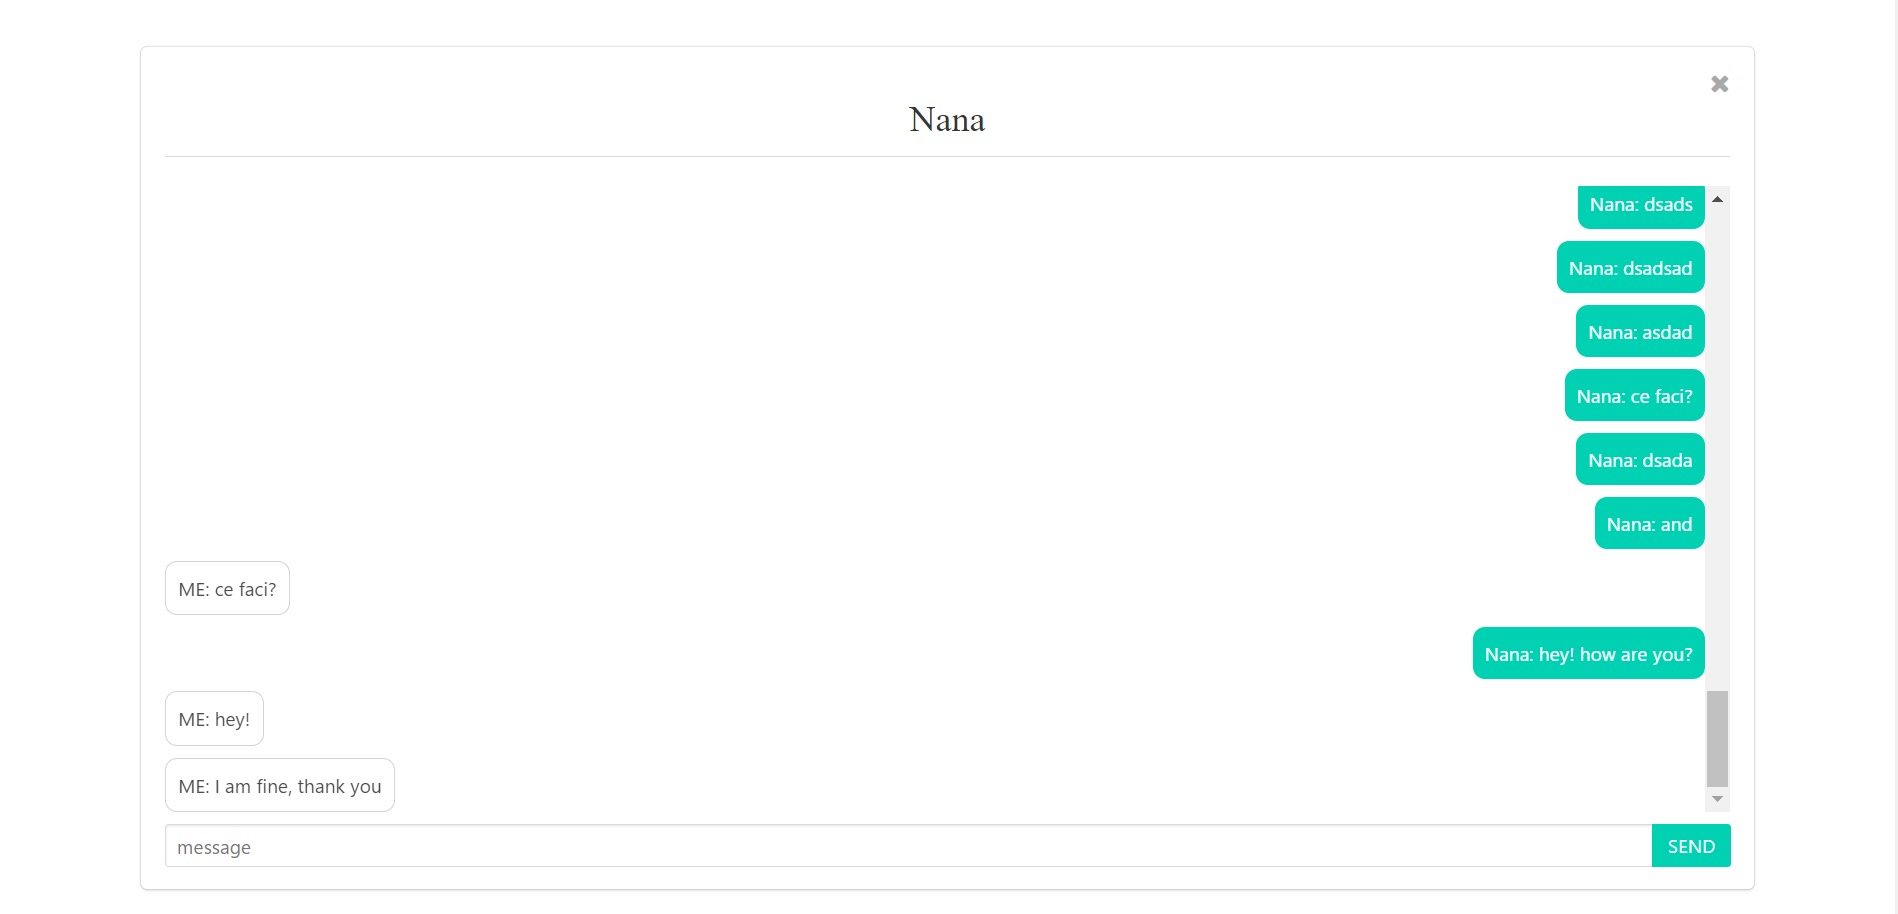 Nana
Nana: dsads
Nana: dsadsad
Nana: asdad
Nana: ce faci?
Nana: dsada
Nana: and
ME: ce faci?
Nana: hey! how are you?
ME: hey!
ME: I am fine, thank you
message
SEND